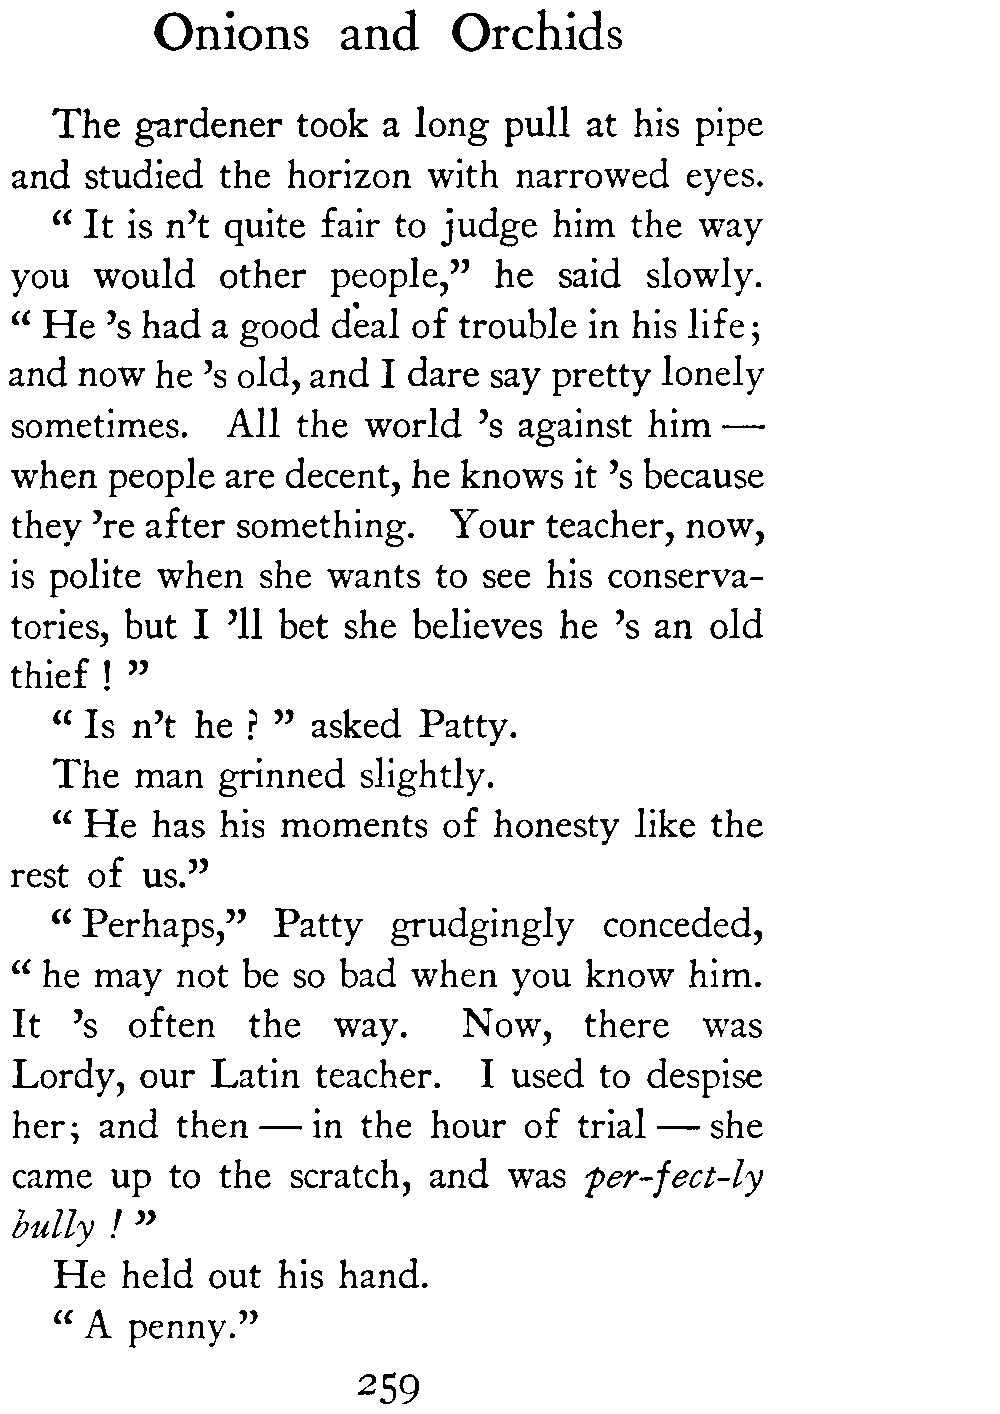 Onions and Orchids
The gardener took a long pull at his pipe
and studied the horizon with narrowed eyes.
“ It is n’t quite fair to judge him the way
you would other people,” he said slowly.
“ He ’s had a good deal of trouble in his life;
and now he ’s old, and I dare say pretty lonely
sometimes. All the world ’s against him —
when people are decent, he knows it ’s because
they ’re after something. Your teacher, now,
is polite when she wants to see his conserva-
tories, but I ’ll bet she believes he ’s an old
thief ! ”
“ Is n’t he ? ” asked Patty.
The man grinned slightly.
“ He has his moments of honesty like the
rest of us.”
“ Perhaps,” Patty grudgingly conceded,
“ he may not be so bad when you know him.
It ’s often the way. Now, there was
Lordy, our Latin teacher. I used to despise
her; and then — in the hour of trial — she
came up to the scratch, and was per-fect-ly
bully ! ”
He held out his hand.
“ A penny.”
259